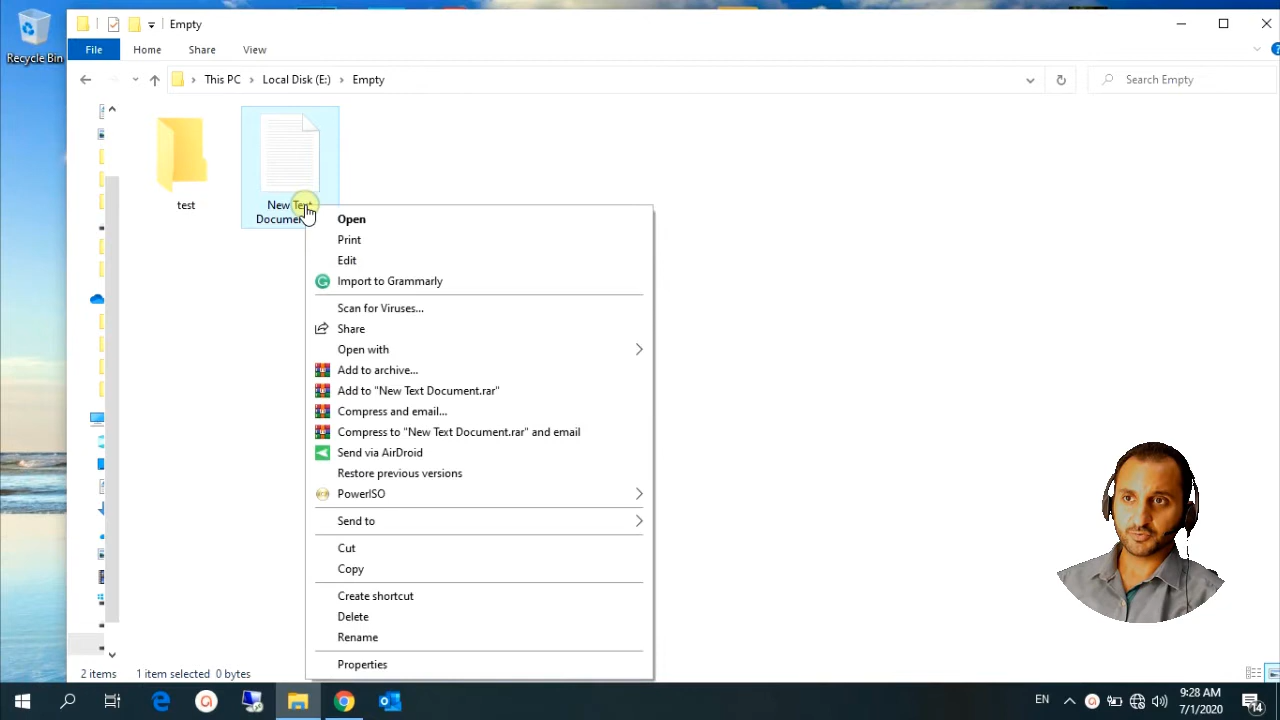 Recycle Bin
Empty
File Home Share View
This PC Local Disk (E:) Empty
Search Empty
test
New Text
Open
Print
Edit
Import to Grammarly
Scan for Viruses...
Share
Open with
Add to archive...
Add to "New Text Document.rar"
Compress and email...
Compress to "New Text Document.rar" and email
Send via AirDroid
Restore previous versions
PowerISO
Send to
Cut
Copy
Create shortcut
Delete
Rename
Properties
2 items 1 item selected 0 bytes
EN
9:28 AM
7/1/2020
14